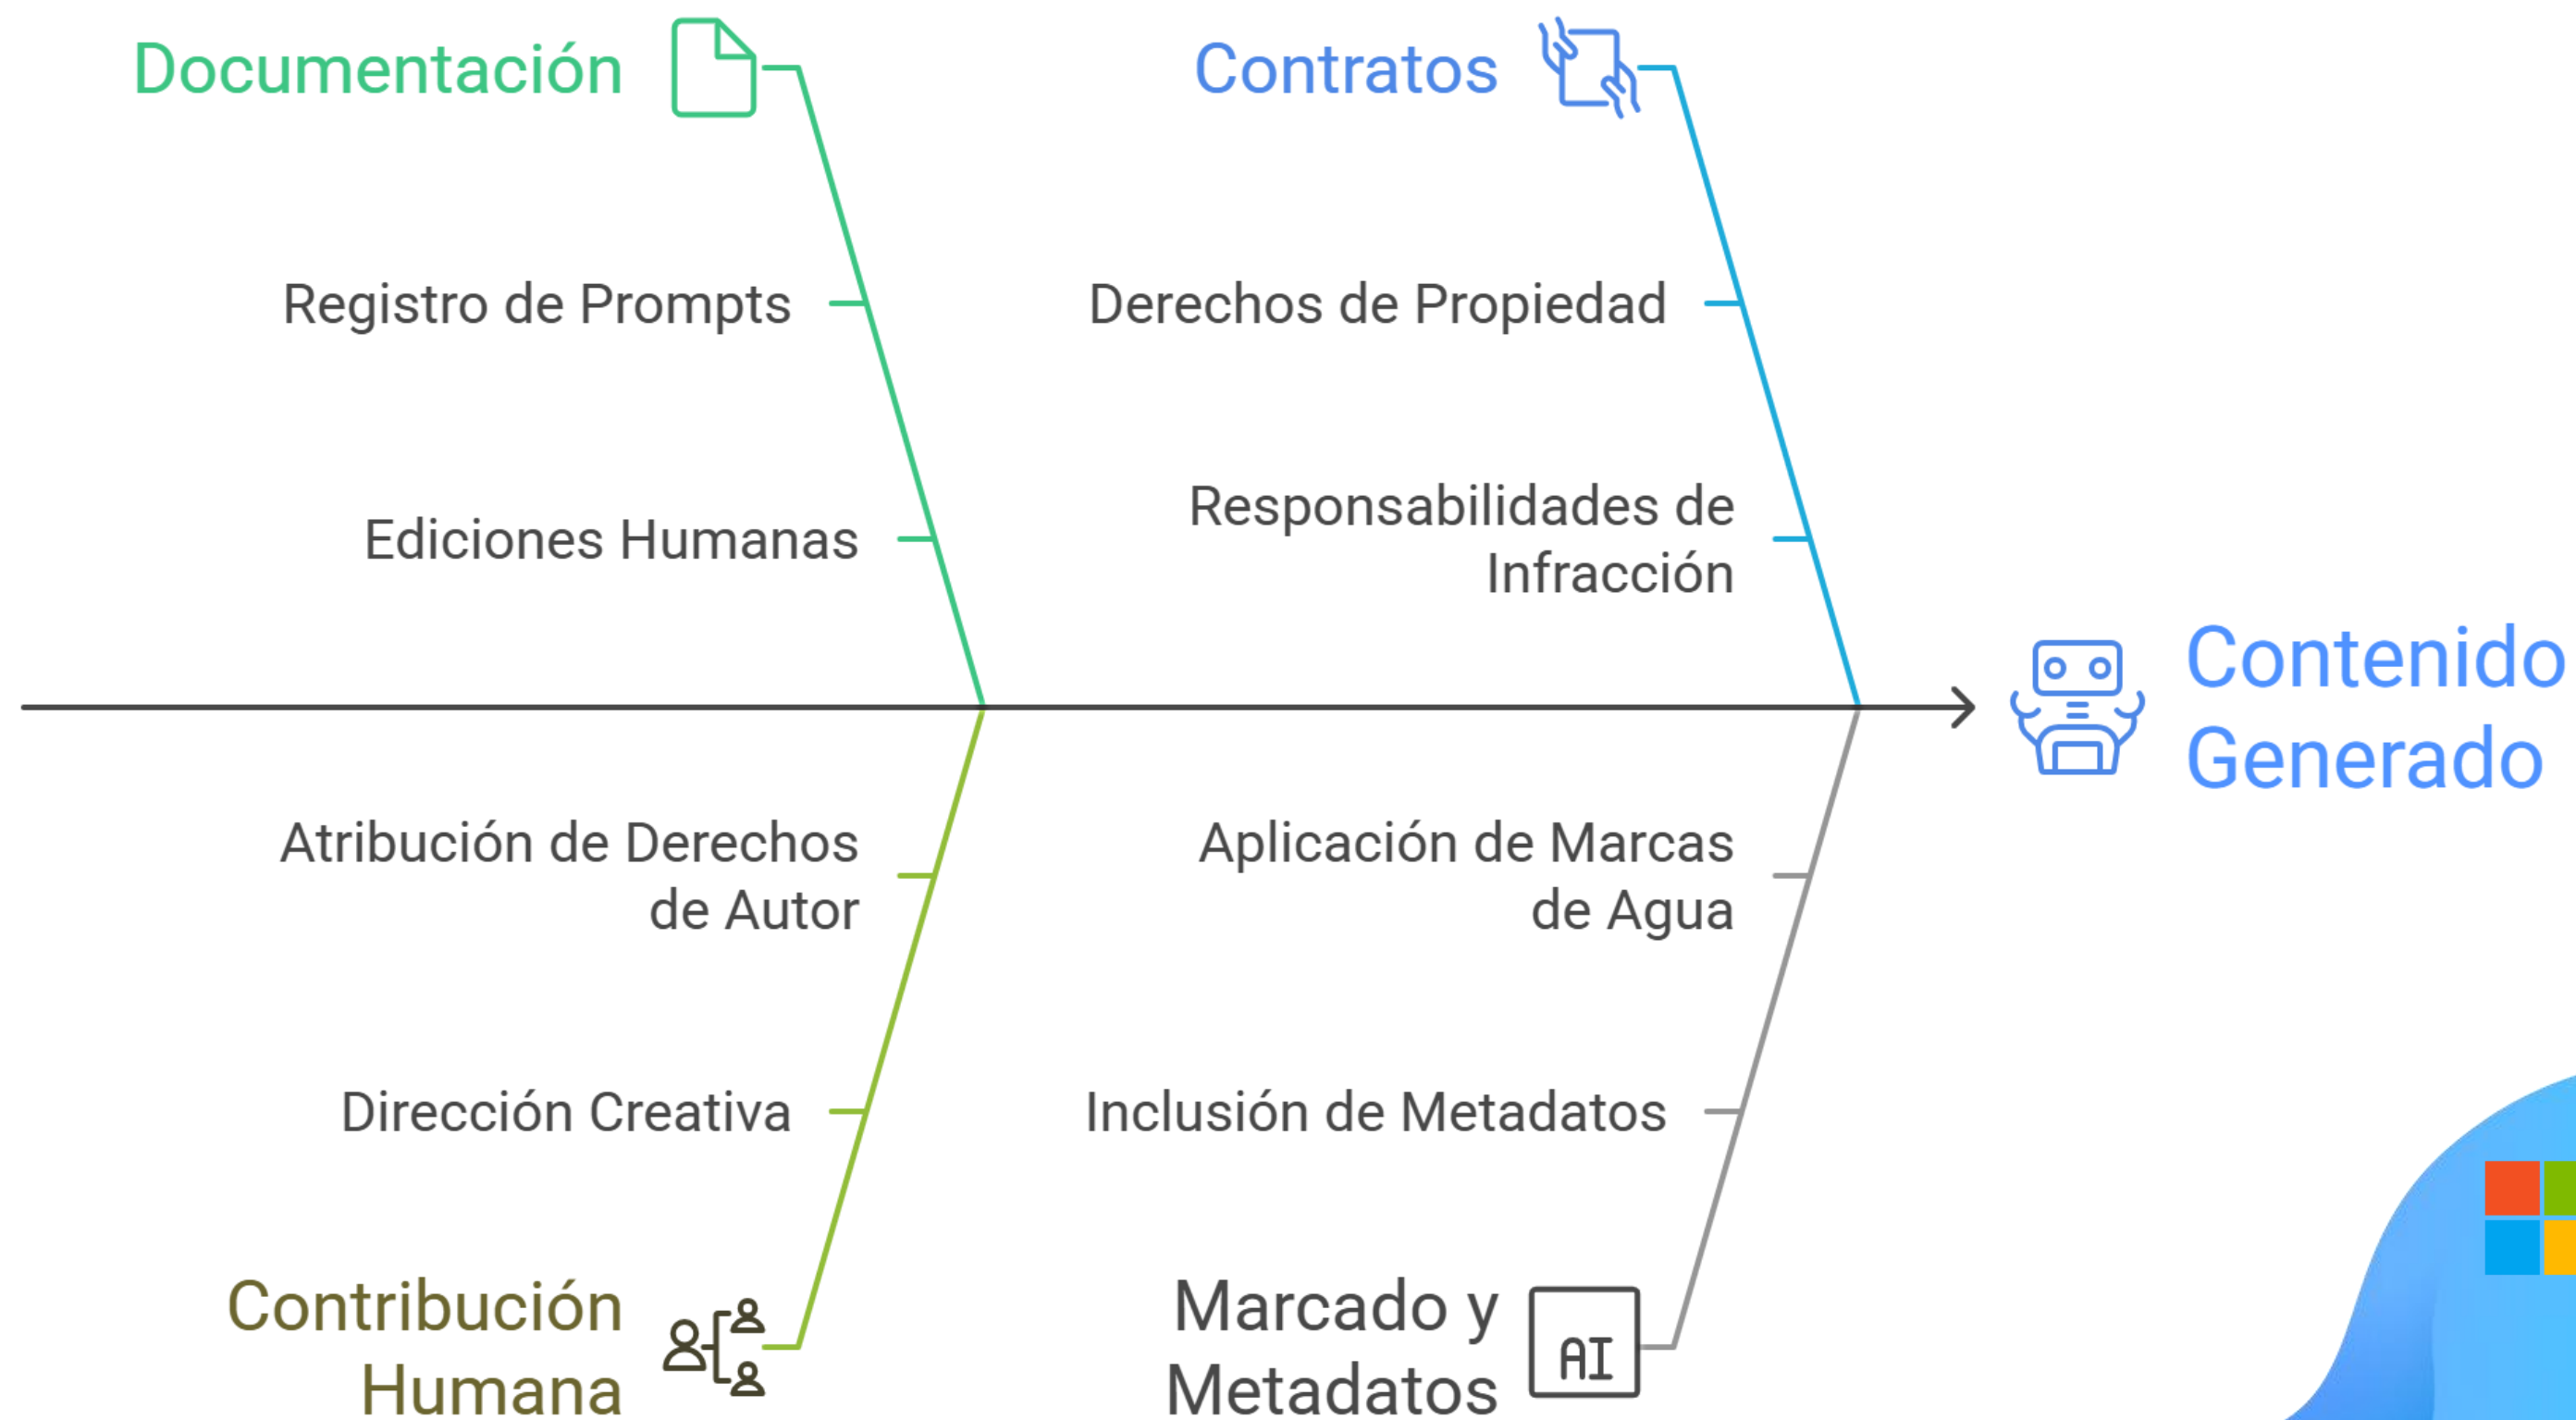 Documentación
Registro de Prompts
Ediciones Humanas
Contratos
Derechos de Propiedad
Responsabilidades de
Infracción
Contenido
Generado
Atribución de Derechos
de Autor
Dirección Creativa
Contribución
Humana
Aplicación de Marcas
de Agua
Inclusión de Metadatos
Marcado y
Metadatos
AI